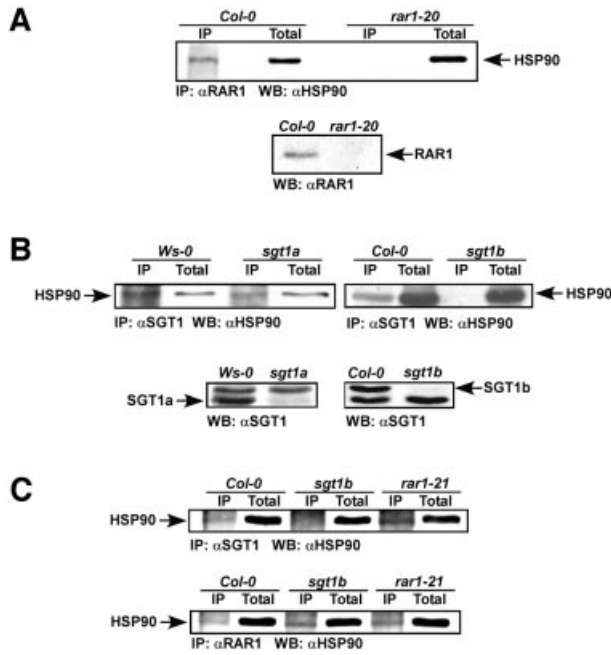 A
Col-0 rar1-20
IP Total IP Total
HSP90
IP: αRAR1 WB: αHSP90
Col-0 rar1-20
RAR1
WB: αRAR1
B
Ws-0 sgt1a Col-0 sgt1b
IP Total IP Total IP Total IP Total
HSP90 HSP90
IP: αSGT1 WB: αHSP90 IP: αSGT1 WB: αHSP90
Ws-0 sgt1a Col-0 sgt1b
SGT1b
SGT1a
WB: αSGT1 WB: αSGT1
C
Col-0 sgt1b rar1-21
IP Total IP Total IP Total
HSP90
IP: αSGT1 WB: αHSP90
Col-0 sgt1b rar1-21
IP Total IP Total IP Total
HSP90
IP: αRAR1 WB: αHSP90